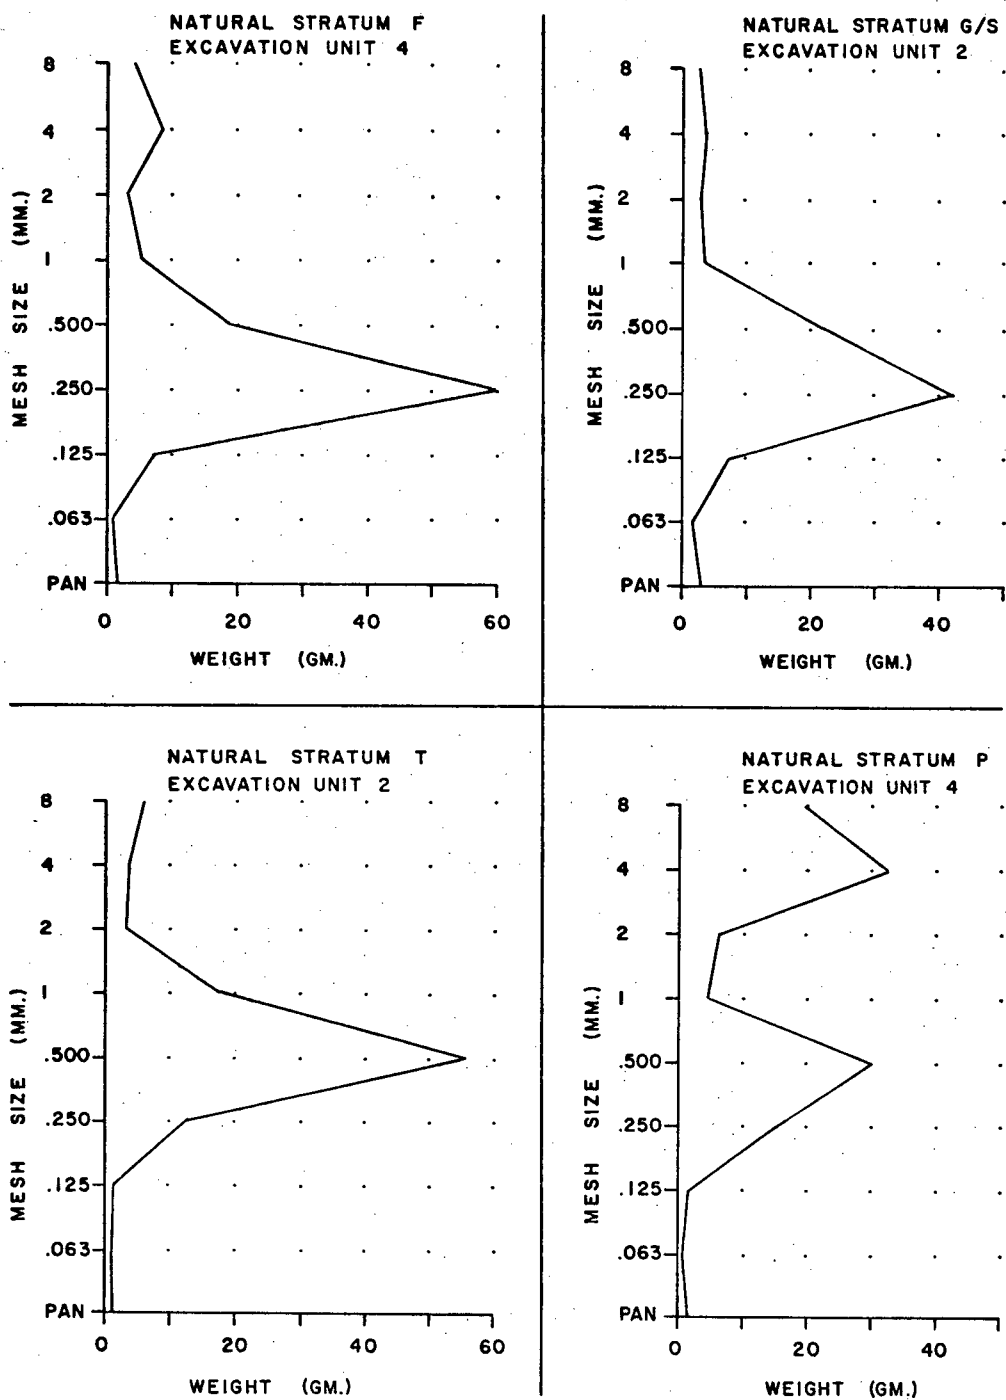 NATURAL STRATUM F
EXCAVATION UNIT 4
8
4
2
1
.500
.250
.125
.063
PAN
MESH SIZE (MM.)
0 20 40 60
WEIGHT (GM.)
NATURAL STRATUM G/S
EXCAVATION UNIT 2
8
4
2
1
.500
.250
.125
.063
PAN
MESH SIZE (MM.)
0 20 40
WEIGHT (GM.)
NATURAL STRATUM T
EXCAVATION UNIT 2
8
4
2
1
.500
.250
.125
.063
PAN
MESH SIZE (MM.)
0 20 40 60
WEIGHT (GM.)
NATURAL STRATUM P
EXCAVATION UNIT 4
8
4
2
1
.500
.250
.125
.063
PAN
MESH SIZE (MM.)
0 20 40
WEIGHT (GM.)